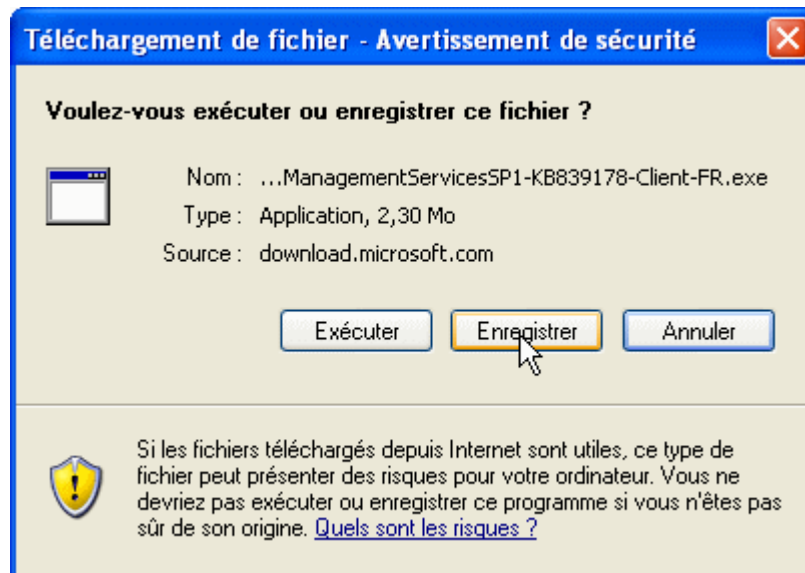 Téléchargement de fichier - Avertissement de sécurité
Voulez-vous exécuter ou enregistrer ce fichier ?
Nom : ...ManagementServicesSP1-KB839178-Client-FR.exe
Type : Application, 2,30 Mo
Source : download.microsoft.com
Exécuter Enregistrer Annuler
Si les fichiers téléchargés depuis Internet sont utiles, ce type de
fichier peut présenter des risques pour votre ordinateur. Vous ne
devriez pas exécuter ou enregistrer ce programme si vous n'êtes pas
sûr de son origine. Quels sont les risques ?